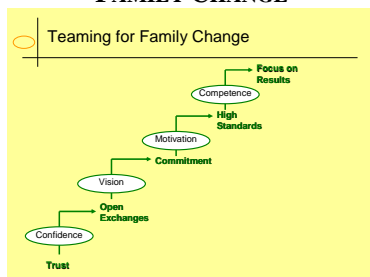 FAMILY CHANGE
Teaming for Family Change
Focus on
Results
Competence
High
Standards
Motivation
Commitment
Vision
Open
Exchanges
Confidence
Trust